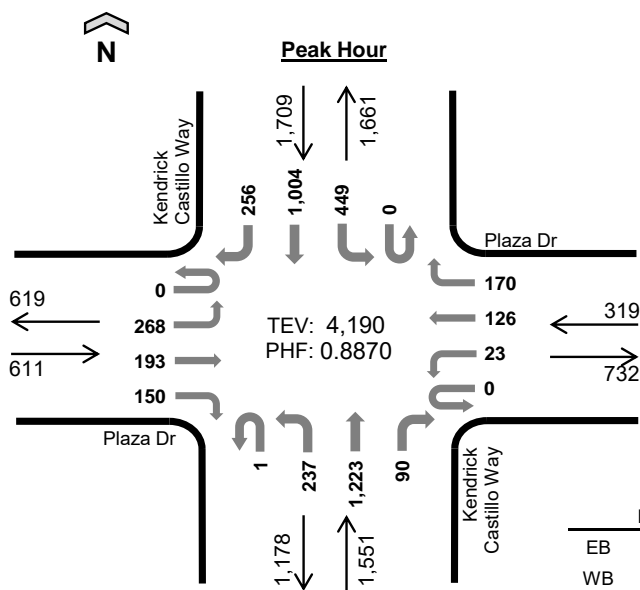 N
Peak Hour
Kendrick
Castillo Way
1,709
1,661
256
1,004
449
0
Plaza Dr
0
268
193
150
619
611
TEV: 4,190
PHF: 0.8870
170
126
23
0
319
732
Plaza Dr
1
237
1,223
90
Kendrick
Castillo Way
1,178
1,551
EB
WB